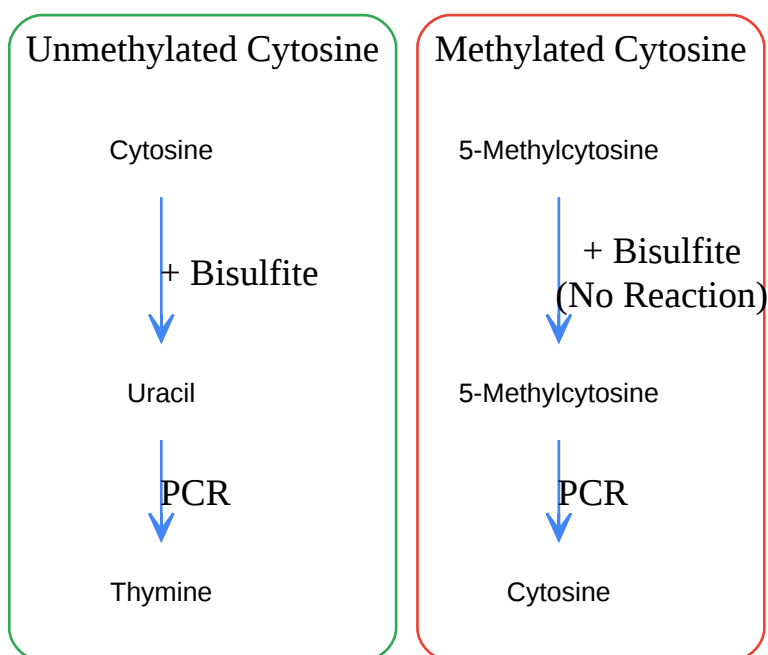 Unmethylated Cytosine
Cytosine
+ Bisulfite
Uracil
PCR
Thymine
Methylated Cytosine
5-Methylcytosine
+ Bisulfite
(No Reaction)
5-Methylcytosine
PCR
Cytosine